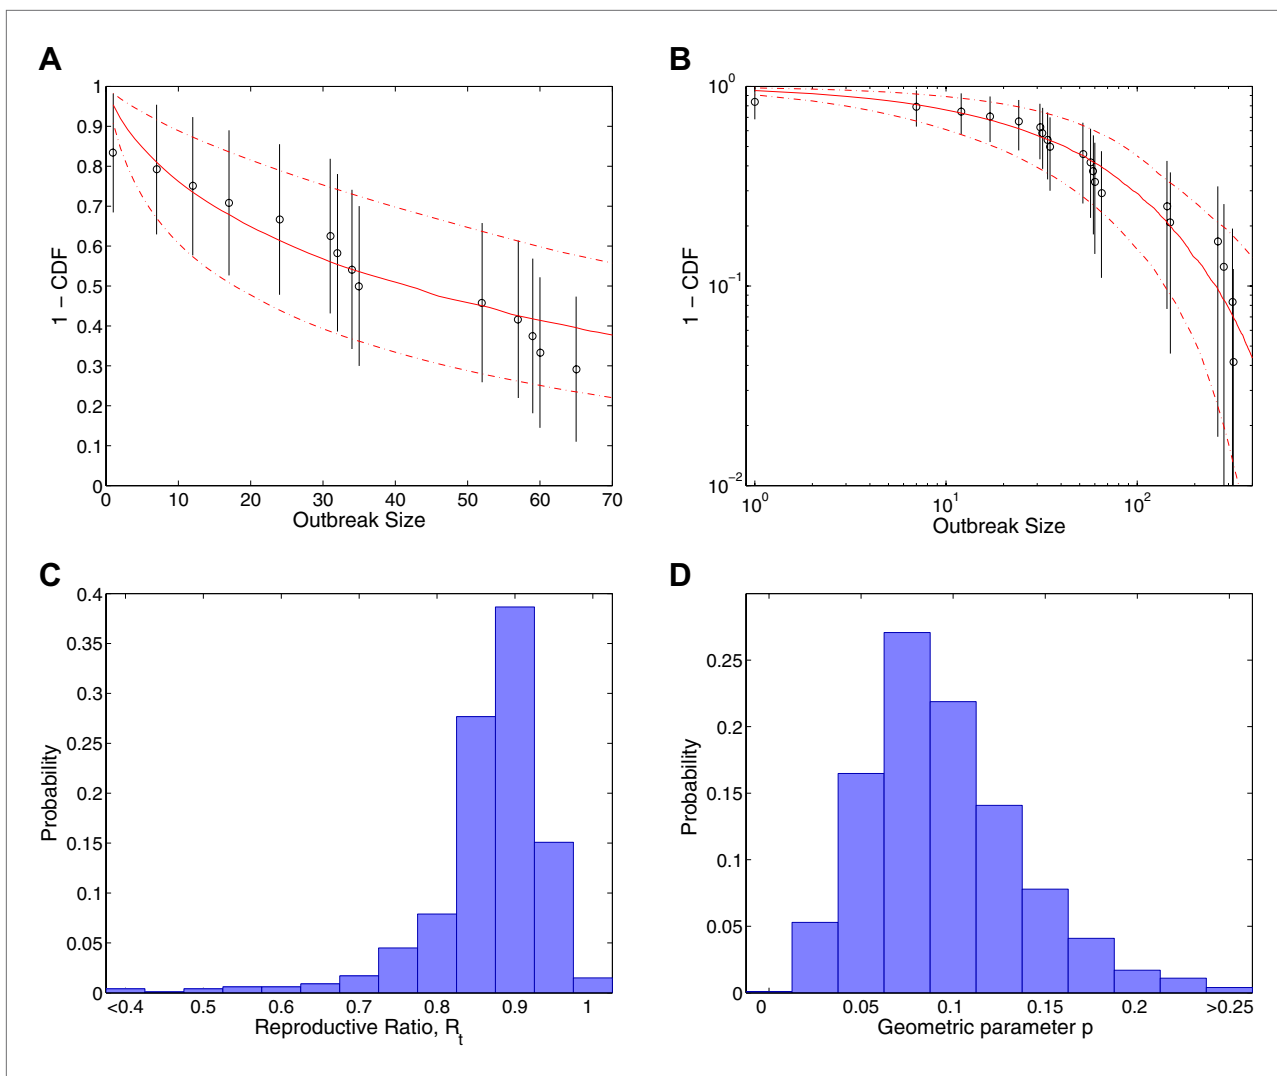 A
1
0.9
0.8
0.7
0.6
0.5
0.4
0.3
0.2
0.1
0
1 − CDF
0 10 20 30 40 50 60 70
Outbreak Size
B
10^0
10^−1
10^−2
1 − CDF
10^0 10^1 10^2
Outbreak Size
C
0.4
0.35
0.3
0.25
0.2
0.15
0.1
0.05
0
Probability
<0.4 0.5 0.6 0.7 0.8 0.9 1
Reproductive Ratio, R_t
D
0.25
0.2
0.15
0.1
0.05
0
Probability
0 0.05 0.1 0.15 0.2 >0.25
Geometric parameter p